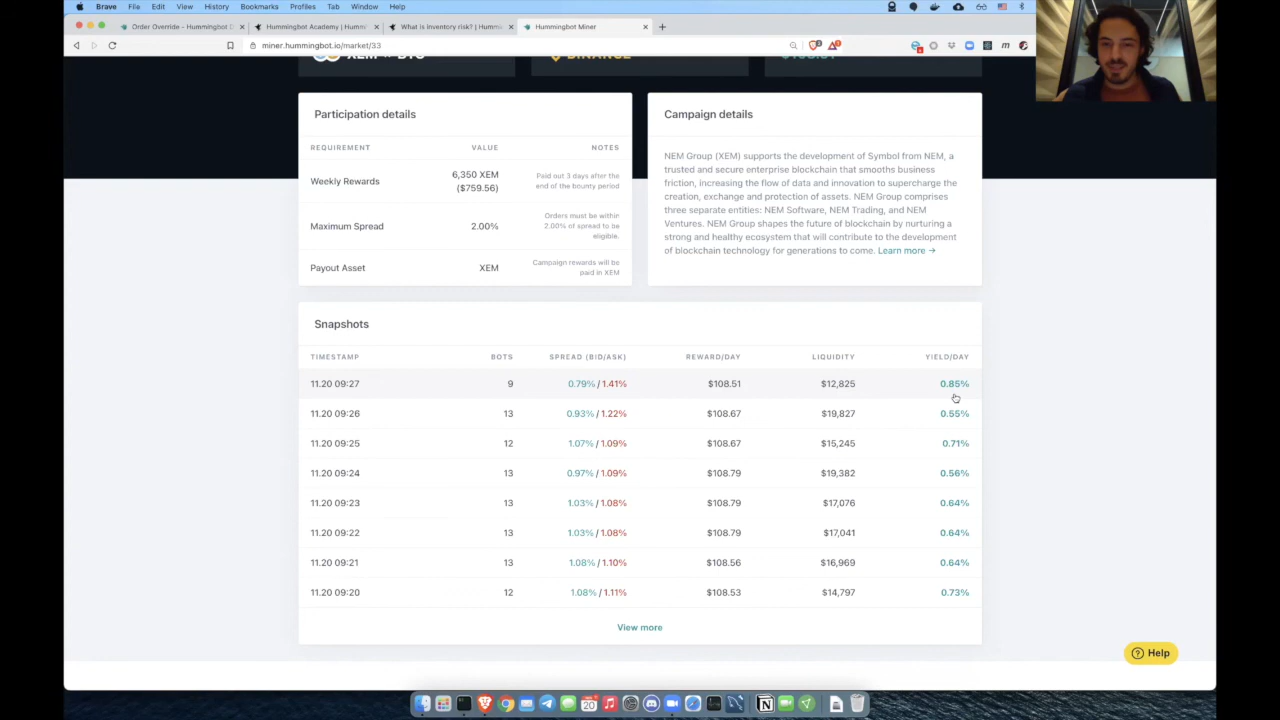 Brave File Edit View History Bookmarks Profiles Tab Window Help
Order Override - Hummingbot D
Hummingbot Academy | Hummi
What is inventory risk? | Hummi
Hummingbot Miner
miner.hummingbot.io/market/33
XEM
BTC
BINANCE
Participation details
REQUIREMENT VALUE NOTES
Weekly Rewards
6,350 XEM
($759.56)
Paid out 3 days after the
end of the bounty period
Maximum Spread
2.00%
Orders must be within
2.00% of spread to be
eligible.
Payout Asset
XEM
Campaign rewards will be
paid in XEM
Campaign details
NEM Group (XEM) supports the development of Symbol from NEM, a
trusted and secure enterprise blockchain that smooths business
friction, increasing the flow of data and innovation to supercharge the
creation, exchange and protection of assets. NEM Group comprises
three separate entities: NEM Software, NEM Trading, and NEM
Ventures. NEM Group shapes the future of blockchain by nurturing a
strong and healthy ecosystem that will contribute to the development
of blockchain technology for generations to come. Learn more →
Snapshots
TIMESTAMP BOTS SPREAD (BID/ASK) REWARD/DAY LIQUIDITY YIELD/DAY
11.20 09:27 9 0.79% / 1.41% $108.51 $12,825 0.85%
11.20 09:26 13 0.93% / 1.22% $108.67 $19,827 0.55%
11.20 09:25 12 1.07% / 1.09% $108.67 $15,245 0.71%
11.20 09:24 13 0.97% / 1.09% $108.79 $19,382 0.56%
11.20 09:23 13 1.03% / 1.08% $108.79 $17,076 0.64%
11.20 09:22 13 1.03% / 1.08% $108.79 $17,041 0.64%
11.20 09:21 13 1.08% / 1.10% $108.56 $16,969 0.64%
11.20 09:20 12 1.08% / 1.11% $108.53 $14,797 0.73%
View more
Help
20